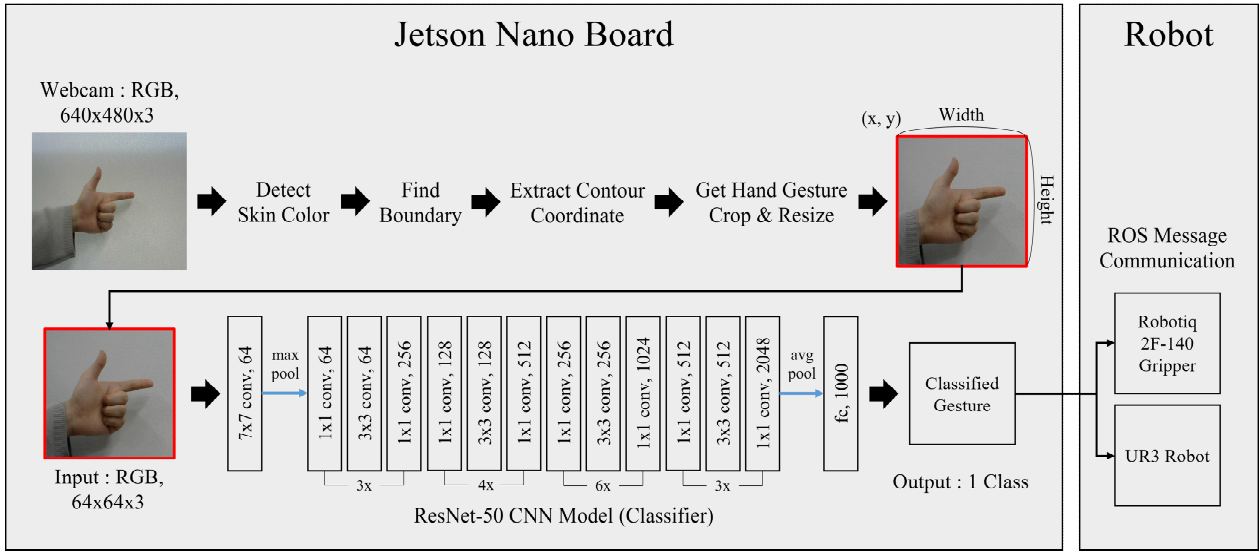 Jetson Nano Board
Robot
Webcam : RGB,
640x480x3
Detect
Skin Color
Find
Boundary
Extract Contour
Coordinate
Get Hand Gesture
Crop & Resize
(x, y)
Width
Height
ROS Message
Communication
Input : RGB,
64x64x3
7x7 conv, 64
max
pool
1x1 conv, 64
3x3 conv, 64
1x1 conv, 256
3x
1x1 conv, 128
3x3 conv, 128
1x1 conv, 512
4x
1x1 conv, 256
3x3 conv, 256
1x1 conv, 1024
6x
1x1 conv, 512
3x3 conv, 512
1x1 conv, 2048
3x
avg
pool
fc, 1000
ResNet-50 CNN Model (Classifier)
Classified
Gesture
Output : 1 Class
Robotiq
2F-140
Gripper
UR3 Robot